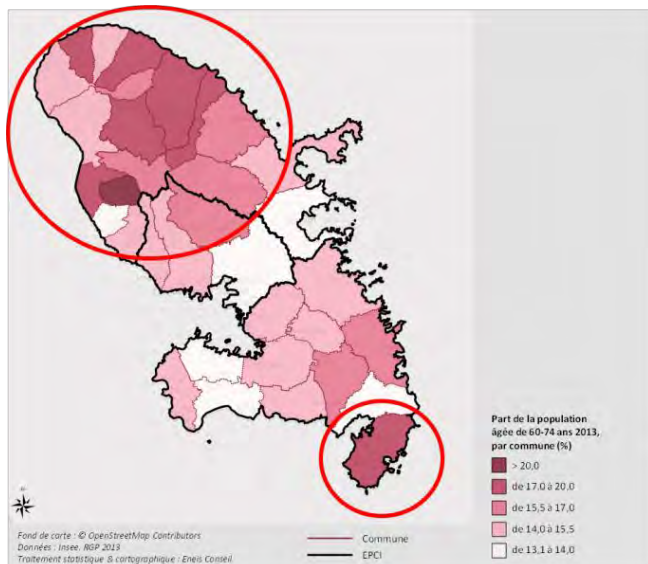 Part de la population
âgée de 60-74 ans 2013,
par commune (%)
> 20,0
de 17,0 à 20,0
de 15,5 à 17,0
de 14,0 à 15,5
de 13,1 à 14,0
Fond de carte : © OpenStreetMap Contributors
Données : Insee, RGP 2013
Traitement statistique & cartographique : Eneis Conseil
Commune
EPCI